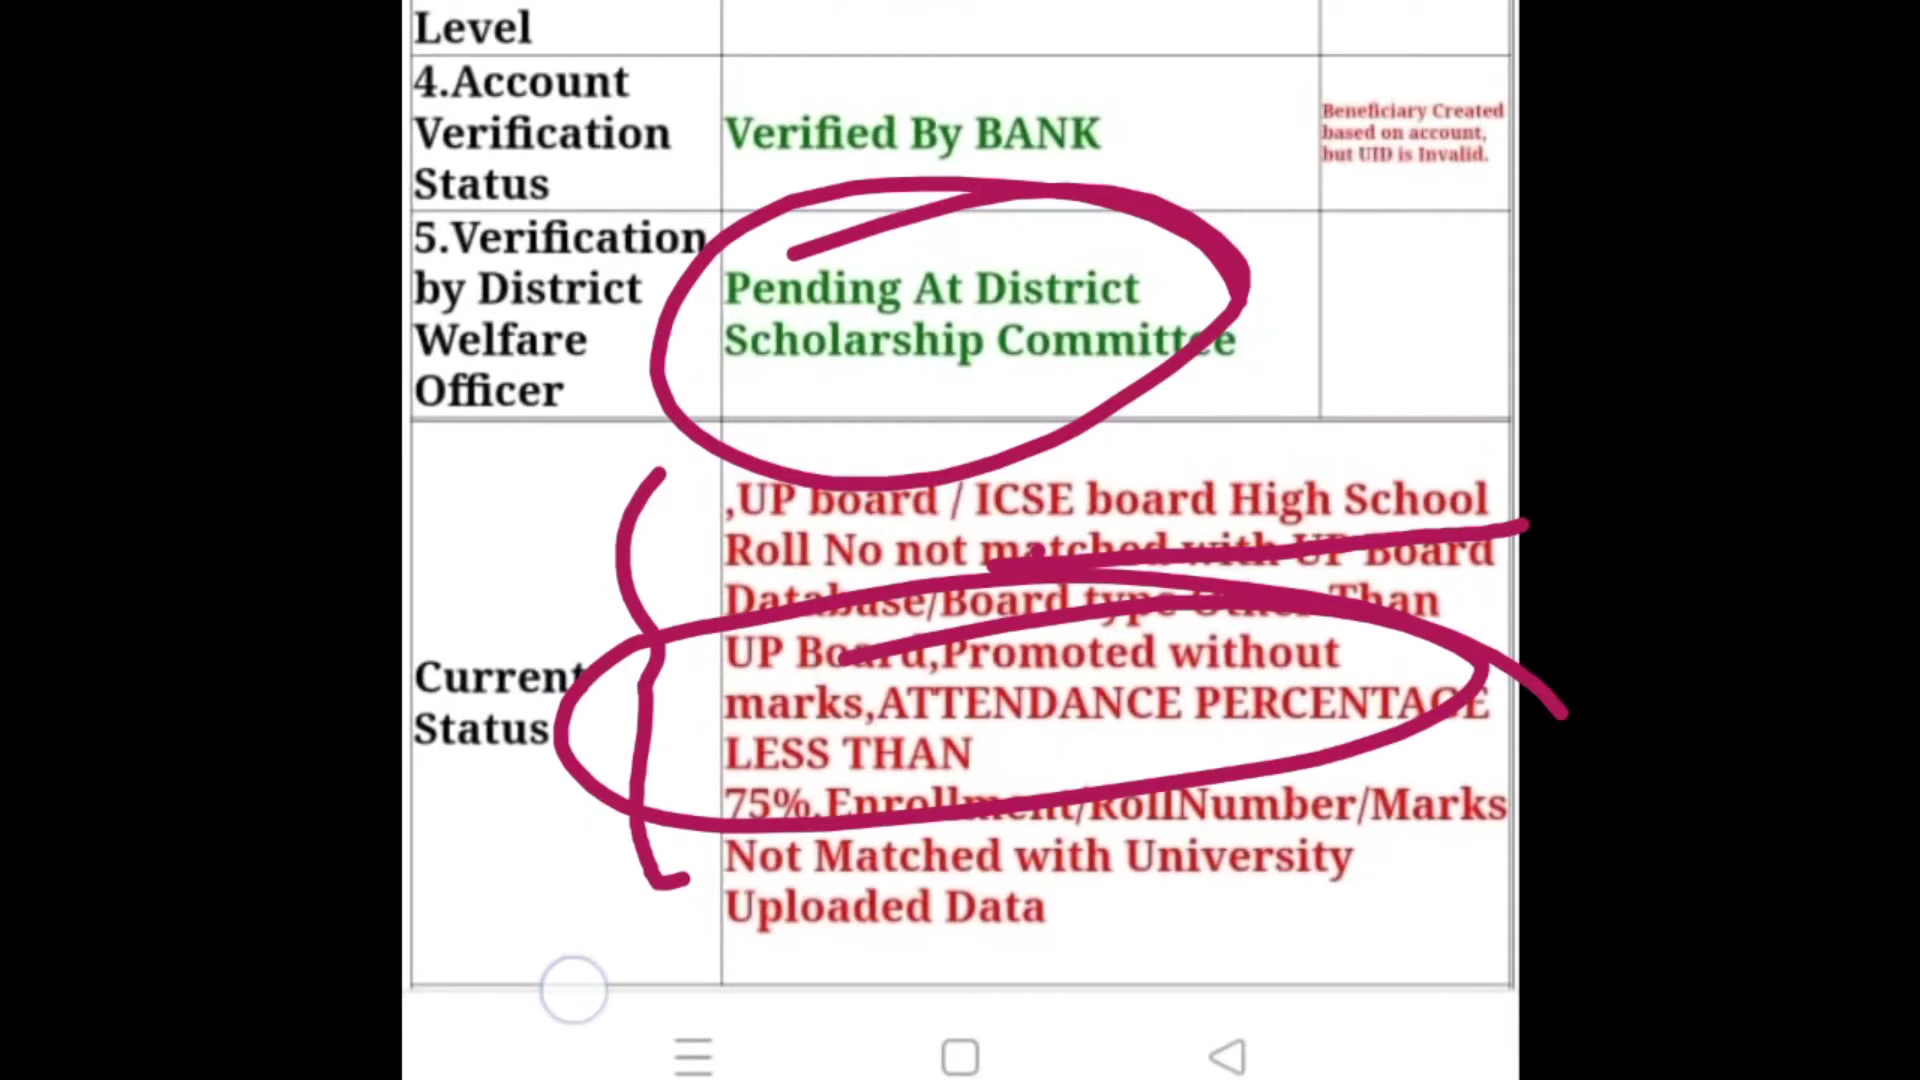 Level
4.Account
Verification
Status
Verified By BANK
Beneficiary Created
based on account,
but UID is Invalid.
5.Verification
by District
Welfare
Officer
Pending At District
Scholarship Committee
Current
Status
,UP board / ICSE board High School
Roll No not matched with UP Board
Database/Board type Other Than
UP Board,Promoted without
marks,ATTENDANCE PERCENTAGE
LESS THAN
75%,Enrollment/RollNumber/Marks
Not Matched with University
Uploaded Data